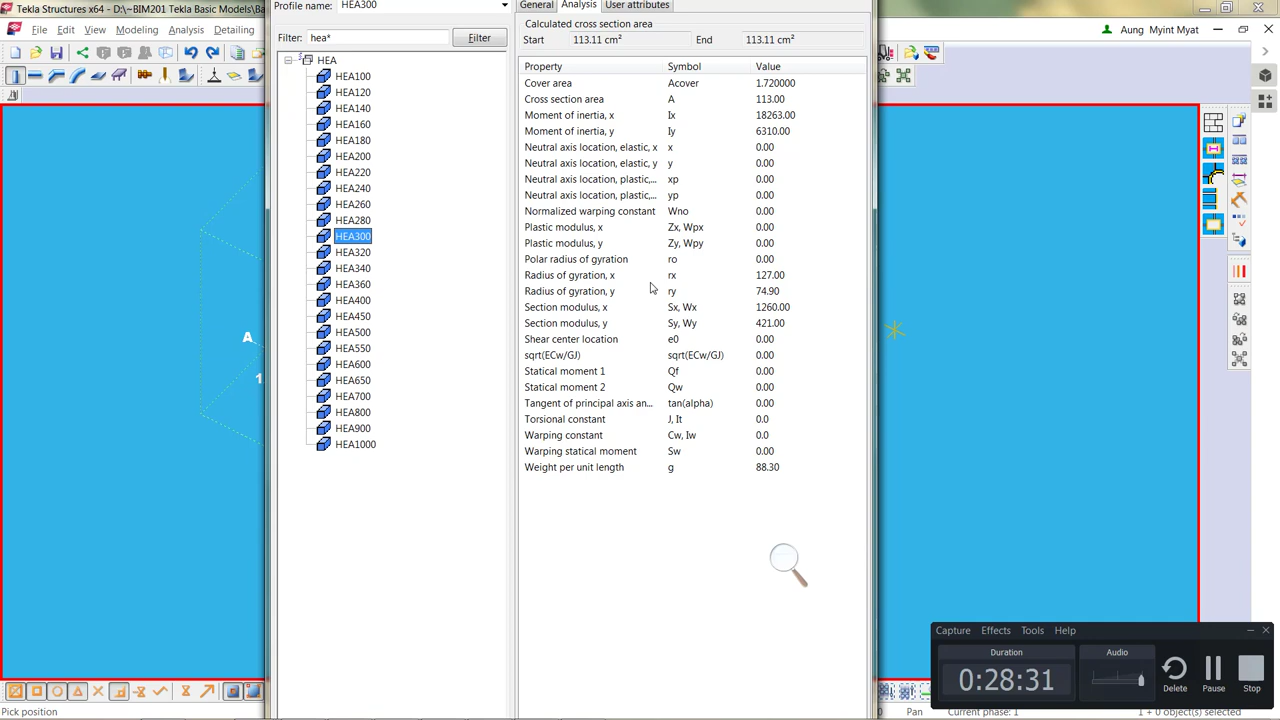 Tekla Structures x64 - D:\~BIM201 Tekla Basic Models\Ba
Profile name: HEA300
General Analysis User attributes
File Edit View Modeling Analysis Detailing
Aung Myint Myat
Filter: hea* Filter
Calculated cross section area
Start 113.11 cm² End 113.11 cm²
HEA
HEA100
HEA120
HEA140
HEA160
HEA180
HEA200
HEA220
HEA240
HEA260
HEA280
HEA300
HEA320
HEA340
HEA360
HEA400
HEA450
HEA500
HEA550
HEA600
HEA650
HEA700
HEA800
HEA900
HEA1000
Property Symbol Value
Cover area Acover 1.720000
Cross section area A 113.00
Moment of inertia, x Ix 18263.00
Moment of inertia, y Iy 6310.00
Neutral axis location, elastic, x x 0.00
Neutral axis location, elastic, y y 0.00
Neutral axis location, plastic,... xp 0.00
Neutral axis location, plastic,... yp 0.00
Normalized warping constant Wno 0.00
Plastic modulus, x Zx, Wpx 0.00
Plastic modulus, y Zy, Wpy 0.00
Polar radius of gyration ro 0.00
Radius of gyration, x rx 127.00
Radius of gyration, y ry 74.90
Section modulus, x Sx, Wx 1260.00
Section modulus, y Sy, Wy 421.00
Shear center location e0 0.00
sqrt(ECw/GJ) sqrt(ECw/GJ) 0.00
Statical moment 1 Qf 0.00
Statical moment 2 Qw 0.00
Tangent of principal axis an... tan(alpha) 0.00
Torsional constant J, It 0.0
Warping constant Cw, Iw 0.0
Warping statical moment Sw 0.00
Weight per unit length g 88.30
A
1
Capture Effects Tools Help
Duration Audio
0:28:31
Delete Pause Stop
Pick position
Pan Current phase: 1 1 + 0 object(s) selected